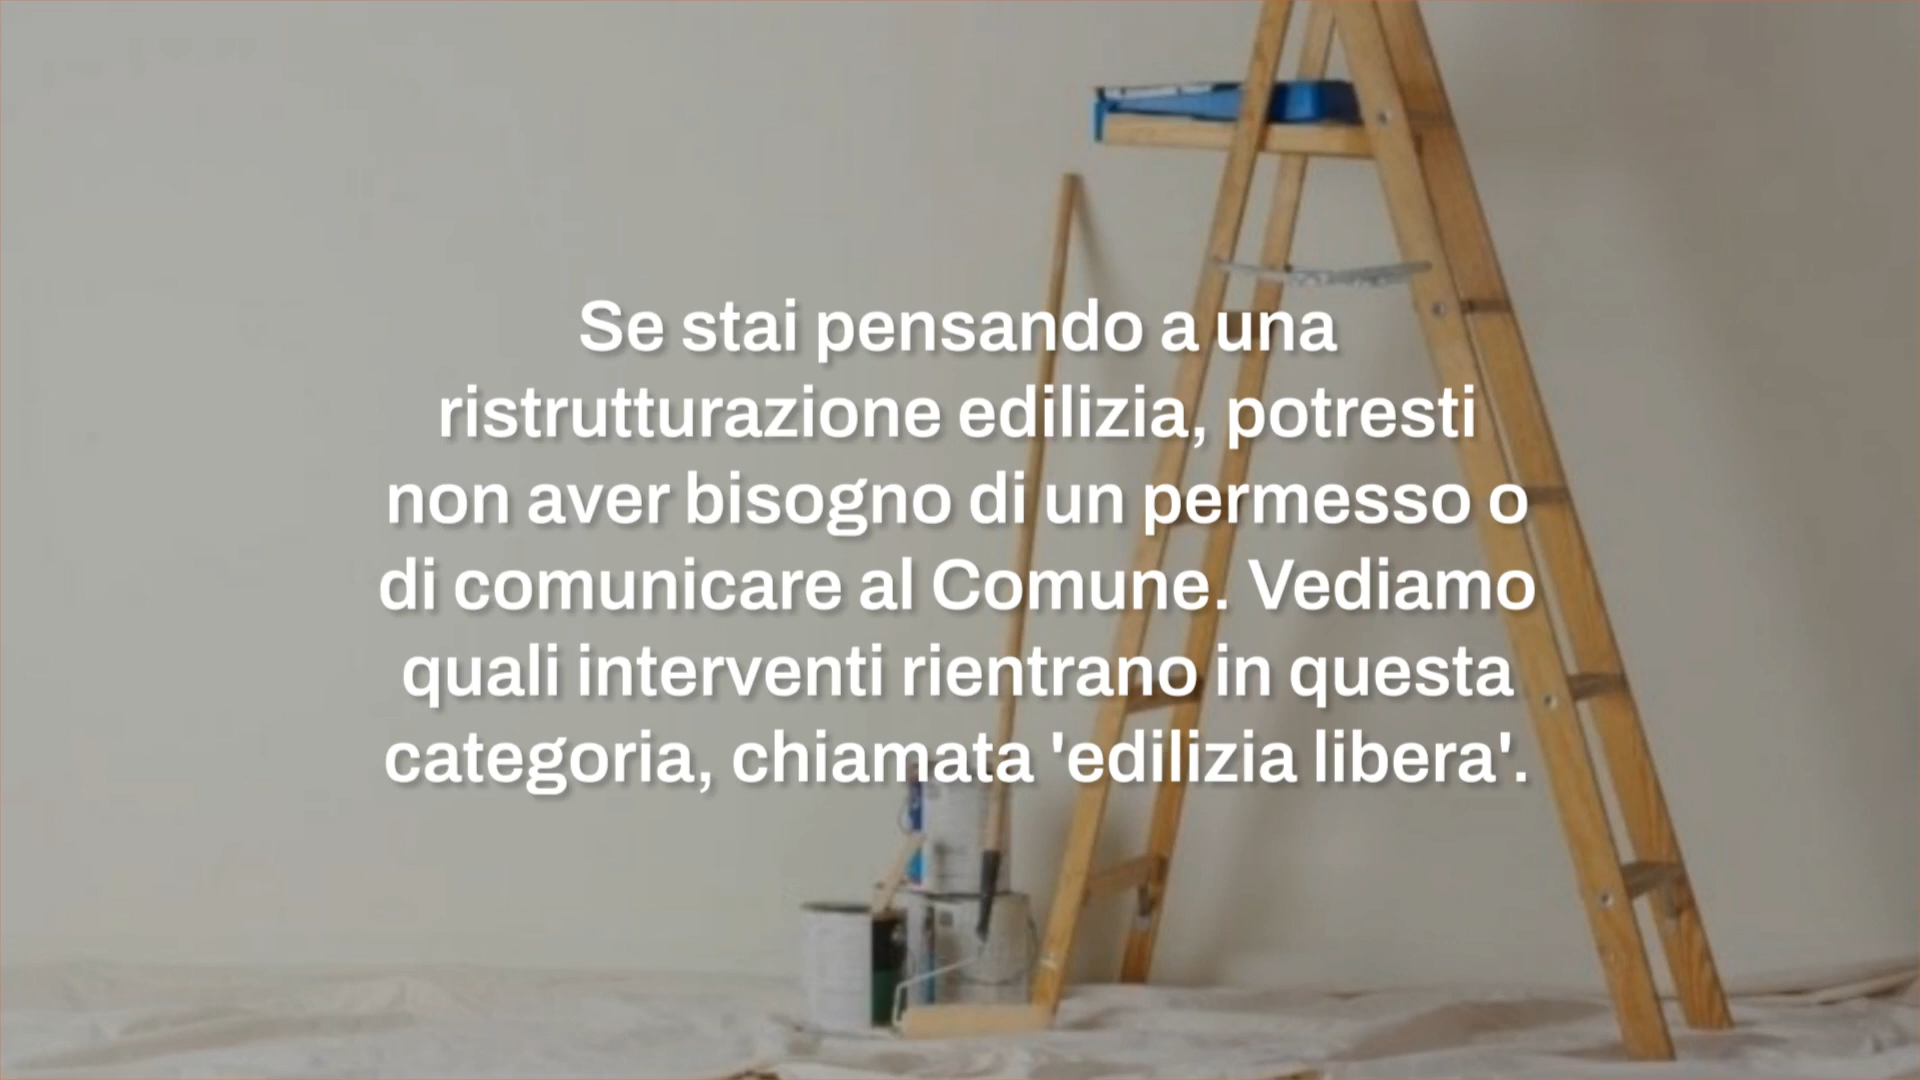 Se stai pensando a una
ristrutturazione edilizia, potresti
non aver bisogno di un permesso o
di comunicare al Comune. Vediamo
quali interventi rientrano in questa
categoria, chiamata 'edilizia libera'.